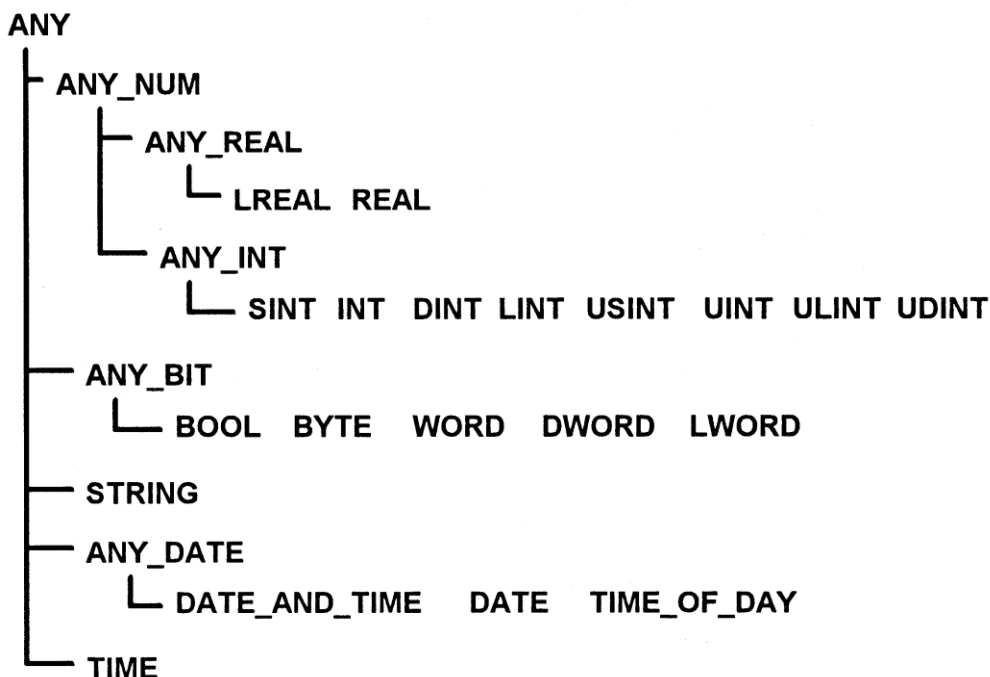 ANY
ANY_NUM
ANY_REAL
LREAL REAL
ANY_INT
SINT INT DINT LINT USINT UINT ULINT UDINT
ANY_BIT
BOOL BYTE WORD DWORD LWORD
STRING
ANY_DATE
DATE_AND_TIME DATE TIME_OF_DAY
TIME